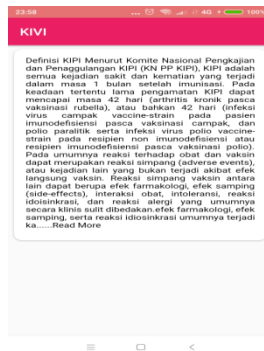 23:58
... 4G 100%
KIVI
Definisi KIPI Menurut Komite Nasional Pengkajian
dan Penaggulangan KIPI (KN PP KIPI), KIPI adalah
semua kejadian sakit dan kematian yang terjadi
dalam masa 1 bulan setelah imunisasi. Pada
keadaan tertentu lama pengamatan KIPI dapat
mencapai masa 42 hari (arthritis kronik pasca
vaksinasi rubella), atau bahkan 42 hari (infeksi
virus campak vaccine-strain pada pasien
imunodefisiensi pasca vaksinasi campak, dan
polio paralitik serta infeksi virus polio vaccine-
strain pada resipien non imunodefisiensi atau
resipien imunodefisiensi pasca vaksinasi polio).
Pada umumnya reaksi terhadap obat dan vaksin
dapat merupakan reaksi simpang (adverse events),
atau kejadian lain yang bukan terjadi akibat efek
langsung vaksin. Reaksi simpang vaksin antara
lain dapat berupa efek farmakologi, efek samping
(side-effects), interaksi obat, intoleransi, reaksi
idoisinkrasi, dan reaksi alergi yang umumnya
secara klinis sulit dibedakan.efek farmakologi, efek
samping, serta reaksi idiosinkrasi umumnya terjadi
ka......Read More